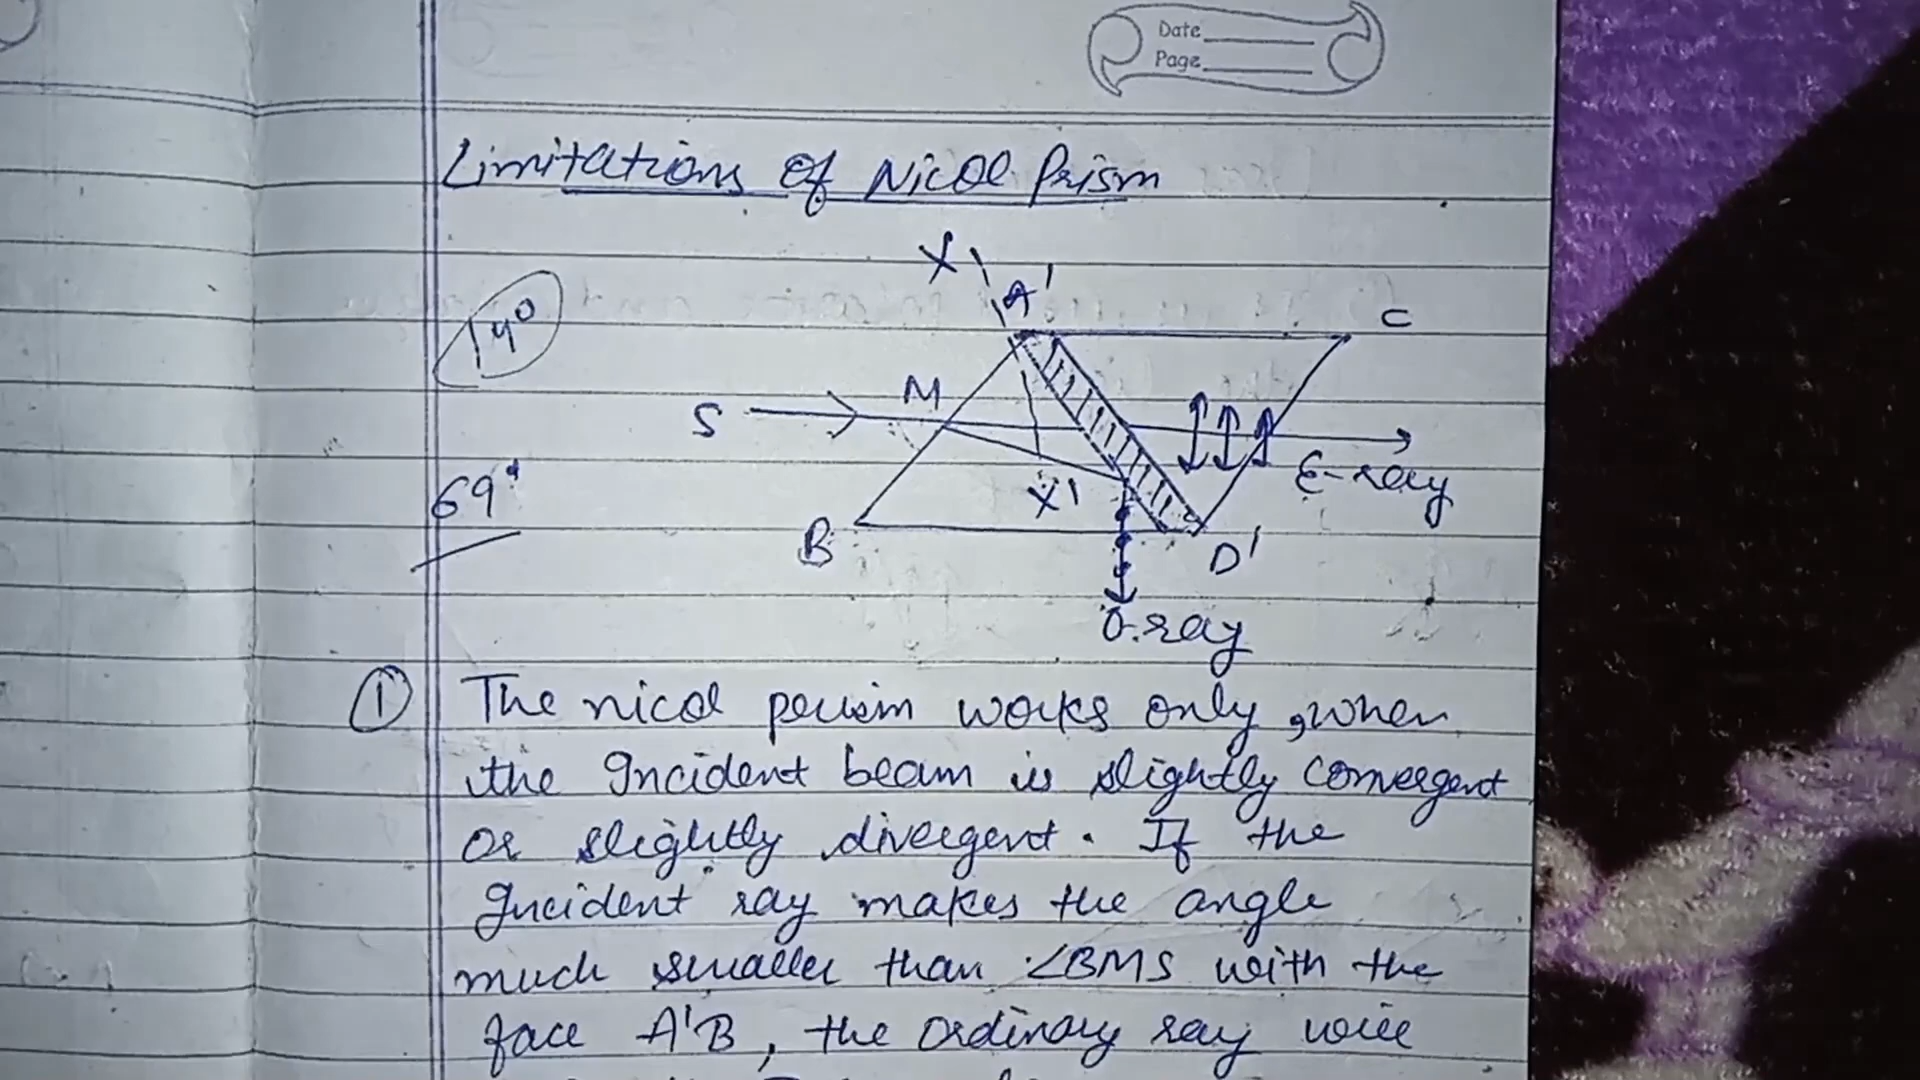 Date
Page
Limitations of Nicol Prism
X
A'
C
14°
M
S
E-ray
69°
X'
B
D'
O-ray
① The nicol prism works only, when
the Incident beam is slightly convergent
or slightly divergent. If the
Incident ray makes the angle
much smaller than ∠BMS with the
face A'B, the ordinary ray will